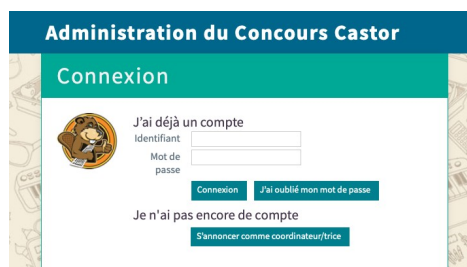 Administration du Concours Castor
Connexion
J'ai déjà un compte
Identifiant
Mot de
passe
Connexion J'ai oublié mon mot de passe
Je n'ai pas encore de compte
S'annoncer comme coordinateur/trice